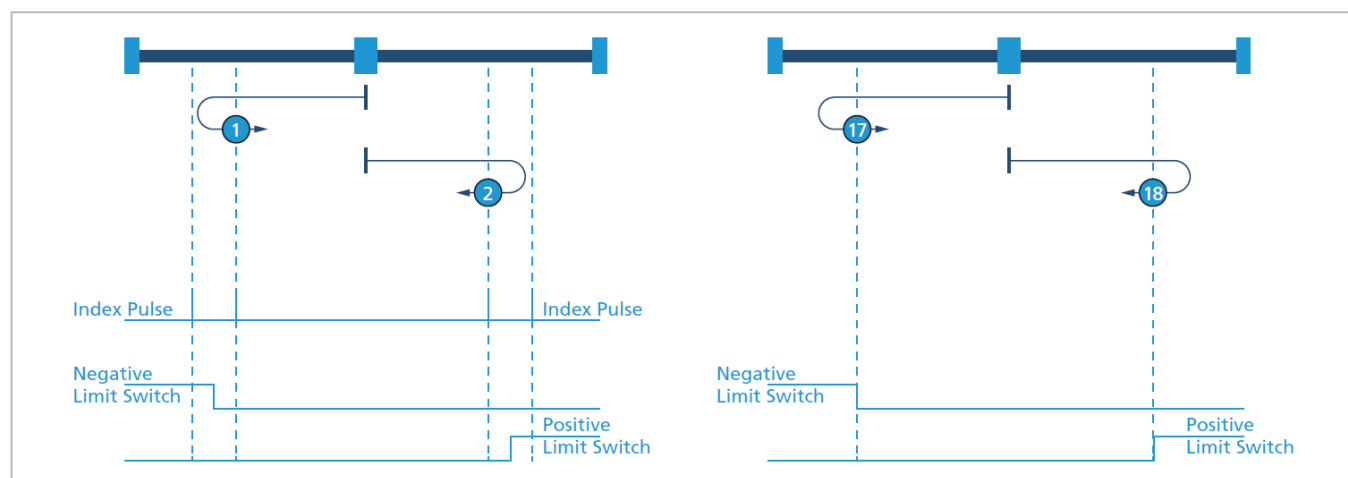 1
17
2
18
Index Pulse
Index Pulse
Negative
Limit Switch
Negative
Limit Switch
Positive
Limit Switch
Positive
Limit Switch